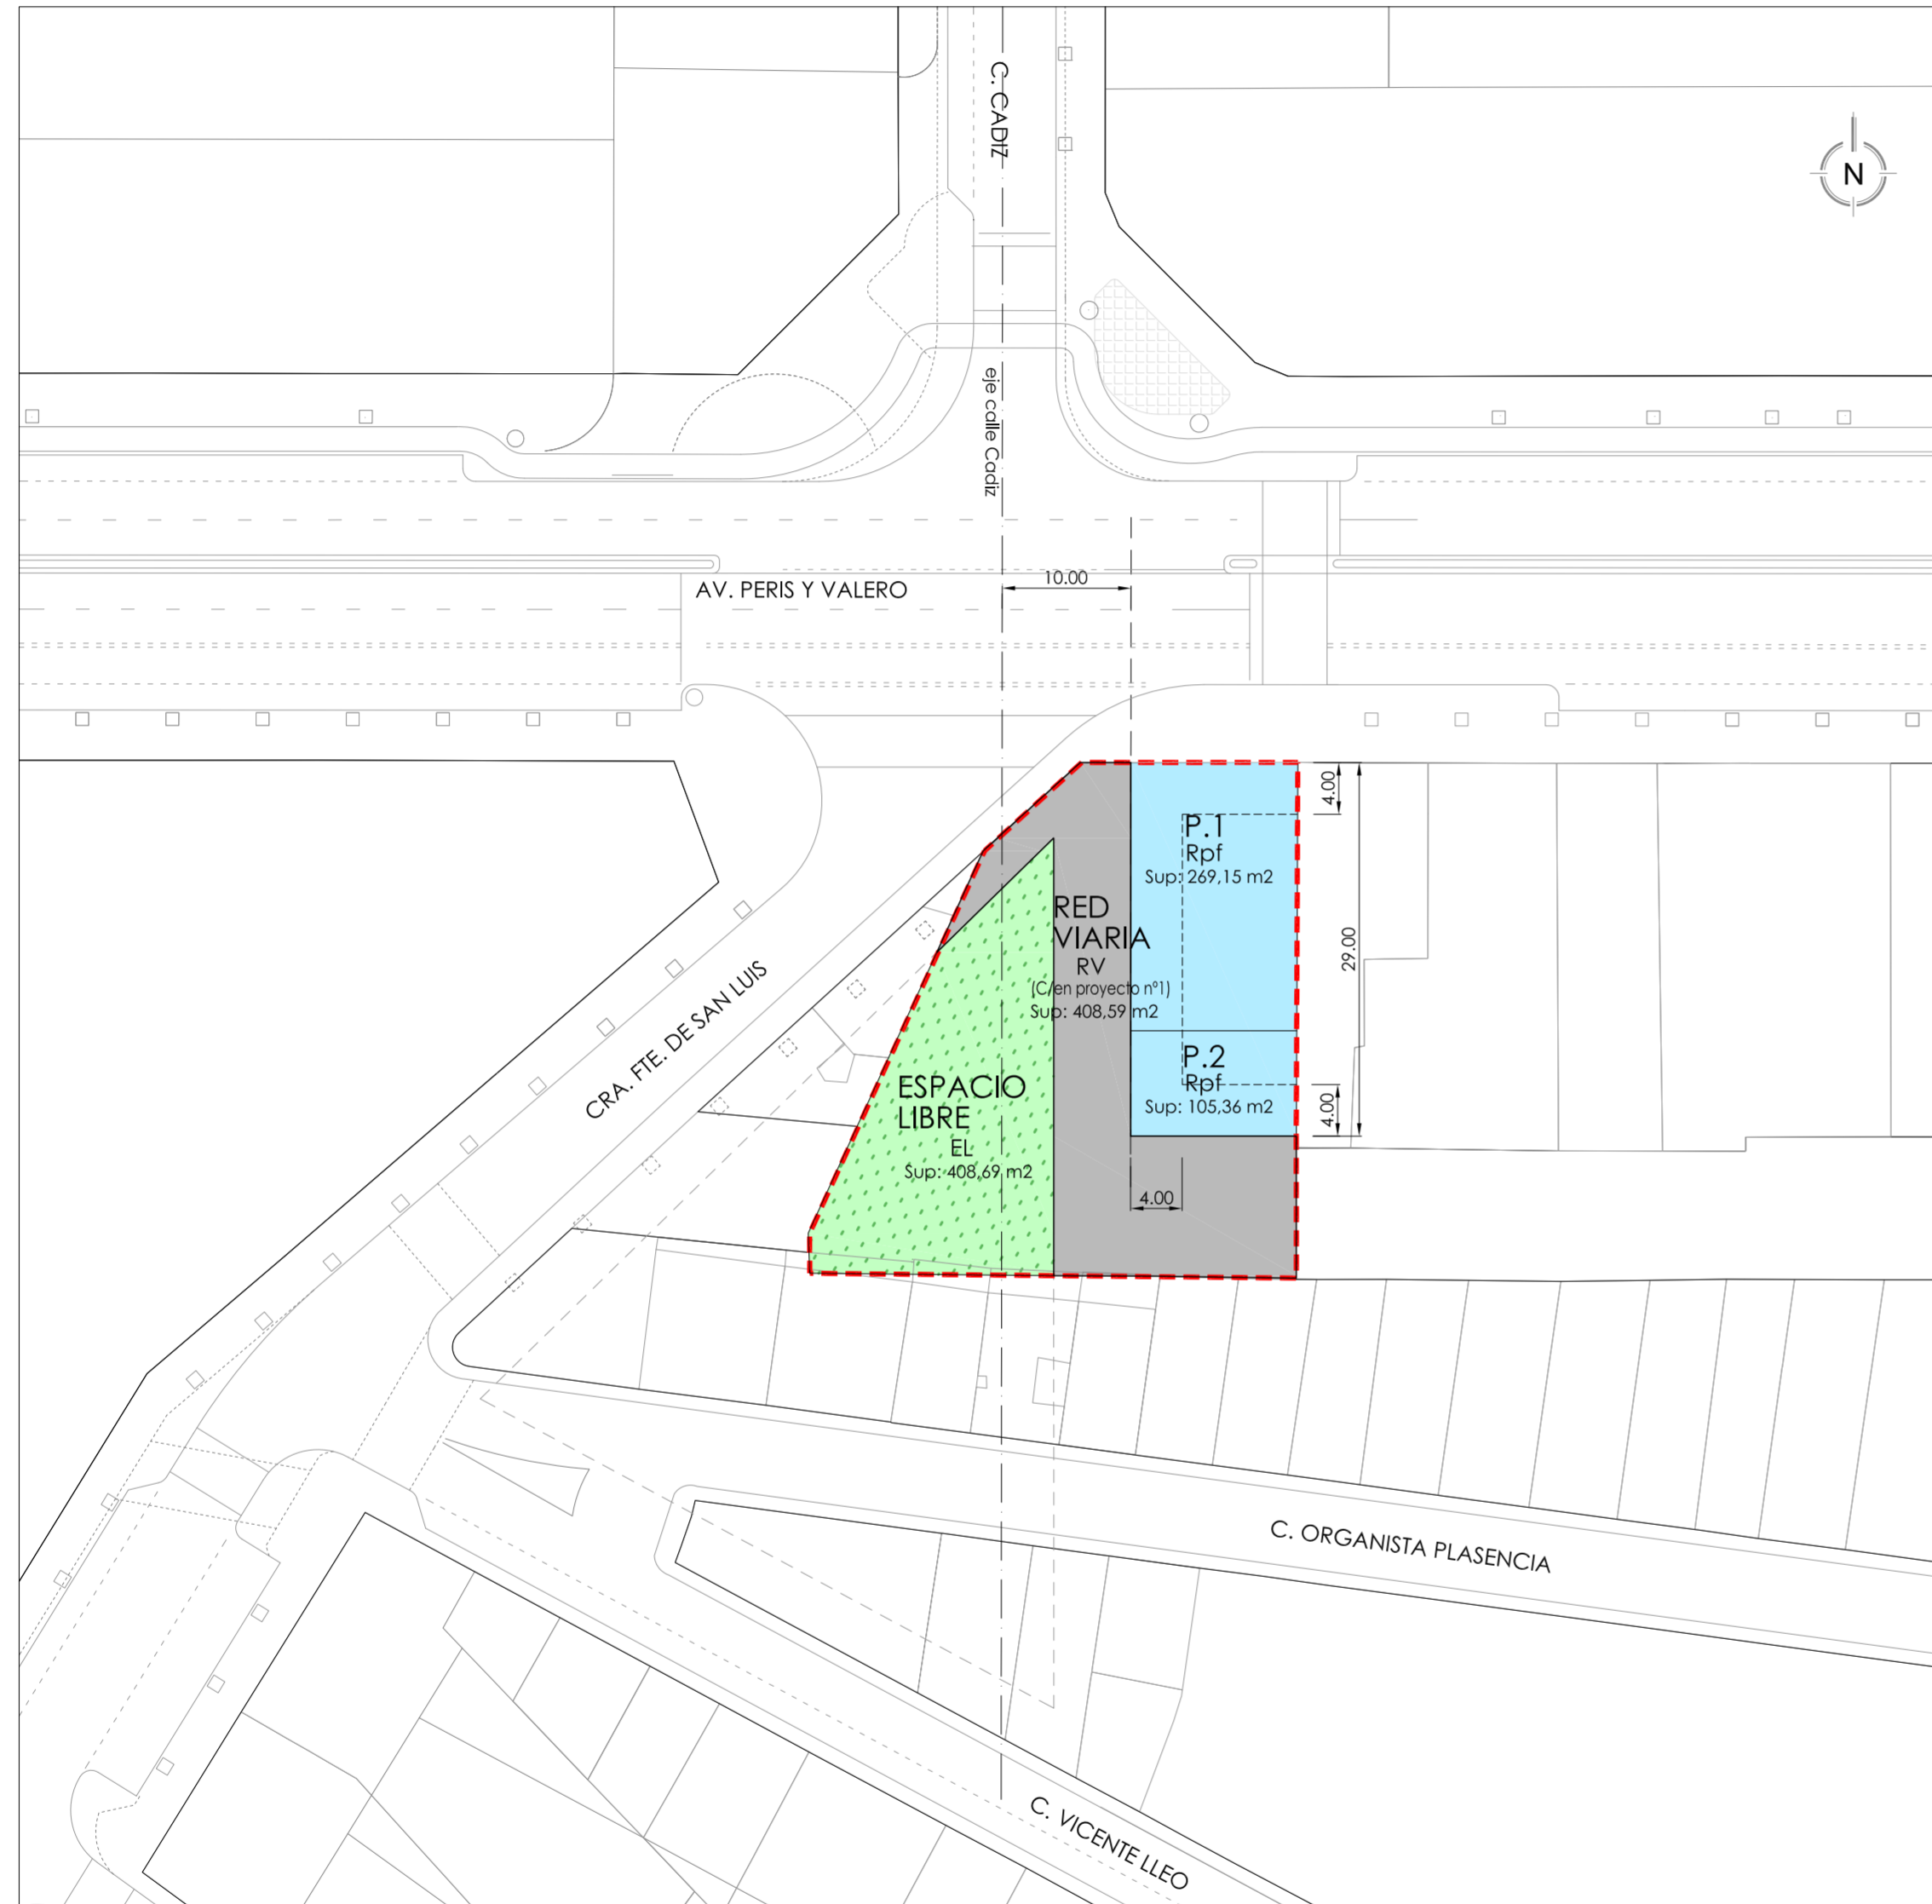 C. CADIZ
N
eje calle Cadiz
10.00
AV. PERIS Y VALERO
4.00
P.1
Rpf
Sup: 269,15 m2
RED
VIARIA
RV
(C/en proyecto nº1)
Sup: 408,59 m2
29.00
CRA. FTE. DE SAN LUIS
P.2
Rpf
Sup: 105,36 m2
4.00
ESPACIO
LIBRE
EL
Sup: 408,69 m2
4.00
C. ORGANISTA PLASENCIA
C. VICENTE LLEO